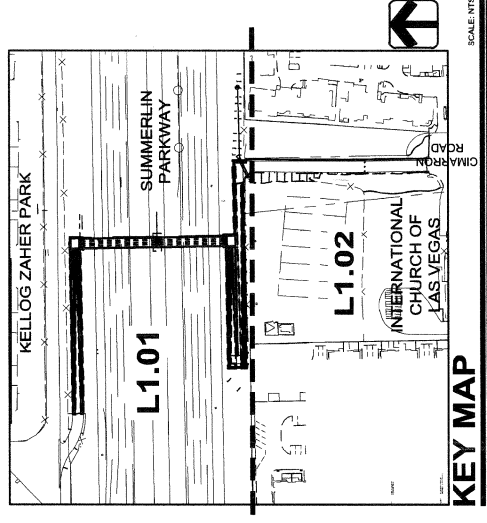 KELLOG ZAHER PARK
SUMMERLIN
PARKWAY
L1.01
L1.02
INTERNATIONAL
CHURCH OF
LAS VEGAS
CIMARRON
ROAD
KEY MAP
SCALE: NTS